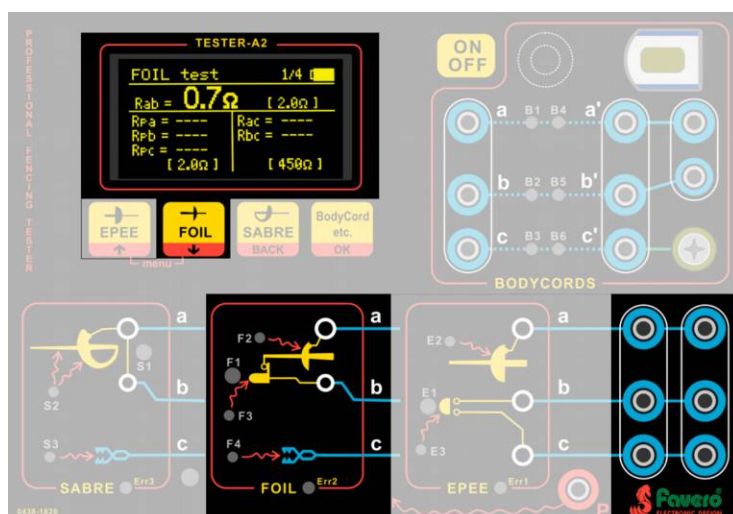 PROFESSIONAL FENCING TESTER
TESTER-A2
FOIL test 1/4
Rab = 0.7Ω [ 2.0Ω ]
RPa = ---- Rac = ----
RPb = ---- Rbc = ----
RPc = ----
[ 2.0Ω ] [ 450Ω ]
EPEE
FOIL
SABRE
BACK
BodyCord
etc.
OK
menu
ON
OFF
a B1 B4 a'
b B2 B5 b'
c B3 B6 c'
BODYCORDS
a
S1
b
S2
S3
c
SABRE Err3
F2
a
F1
b
F3
F4
c
FOIL Err2
E2
a
E1
b
E3
c
EPEE Err1
P
Favero
ELECTRONIC DESIGN
0438-1820